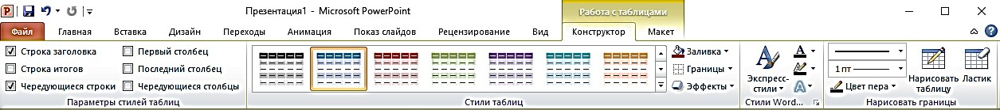 Презентация1 - Microsoft PowerPoint
Работа с таблицами
Файл Главная Вставка Дизайн Переходы Анимация Показ слайдов Рецензирование Вид Конструктор Макет
Строка заголовка Первый столбец
Строка итогов Последний столбец
Чередующиеся строки Чередующиеся столбцы
Параметры стилей таблиц
Заливка
Границы
Эффекты
Стили таблиц
Экспресс-
стили
Стили Word...
1 пт
Цвет пера
Нарисовать
таблицу
Ластик
Нарисовать границы